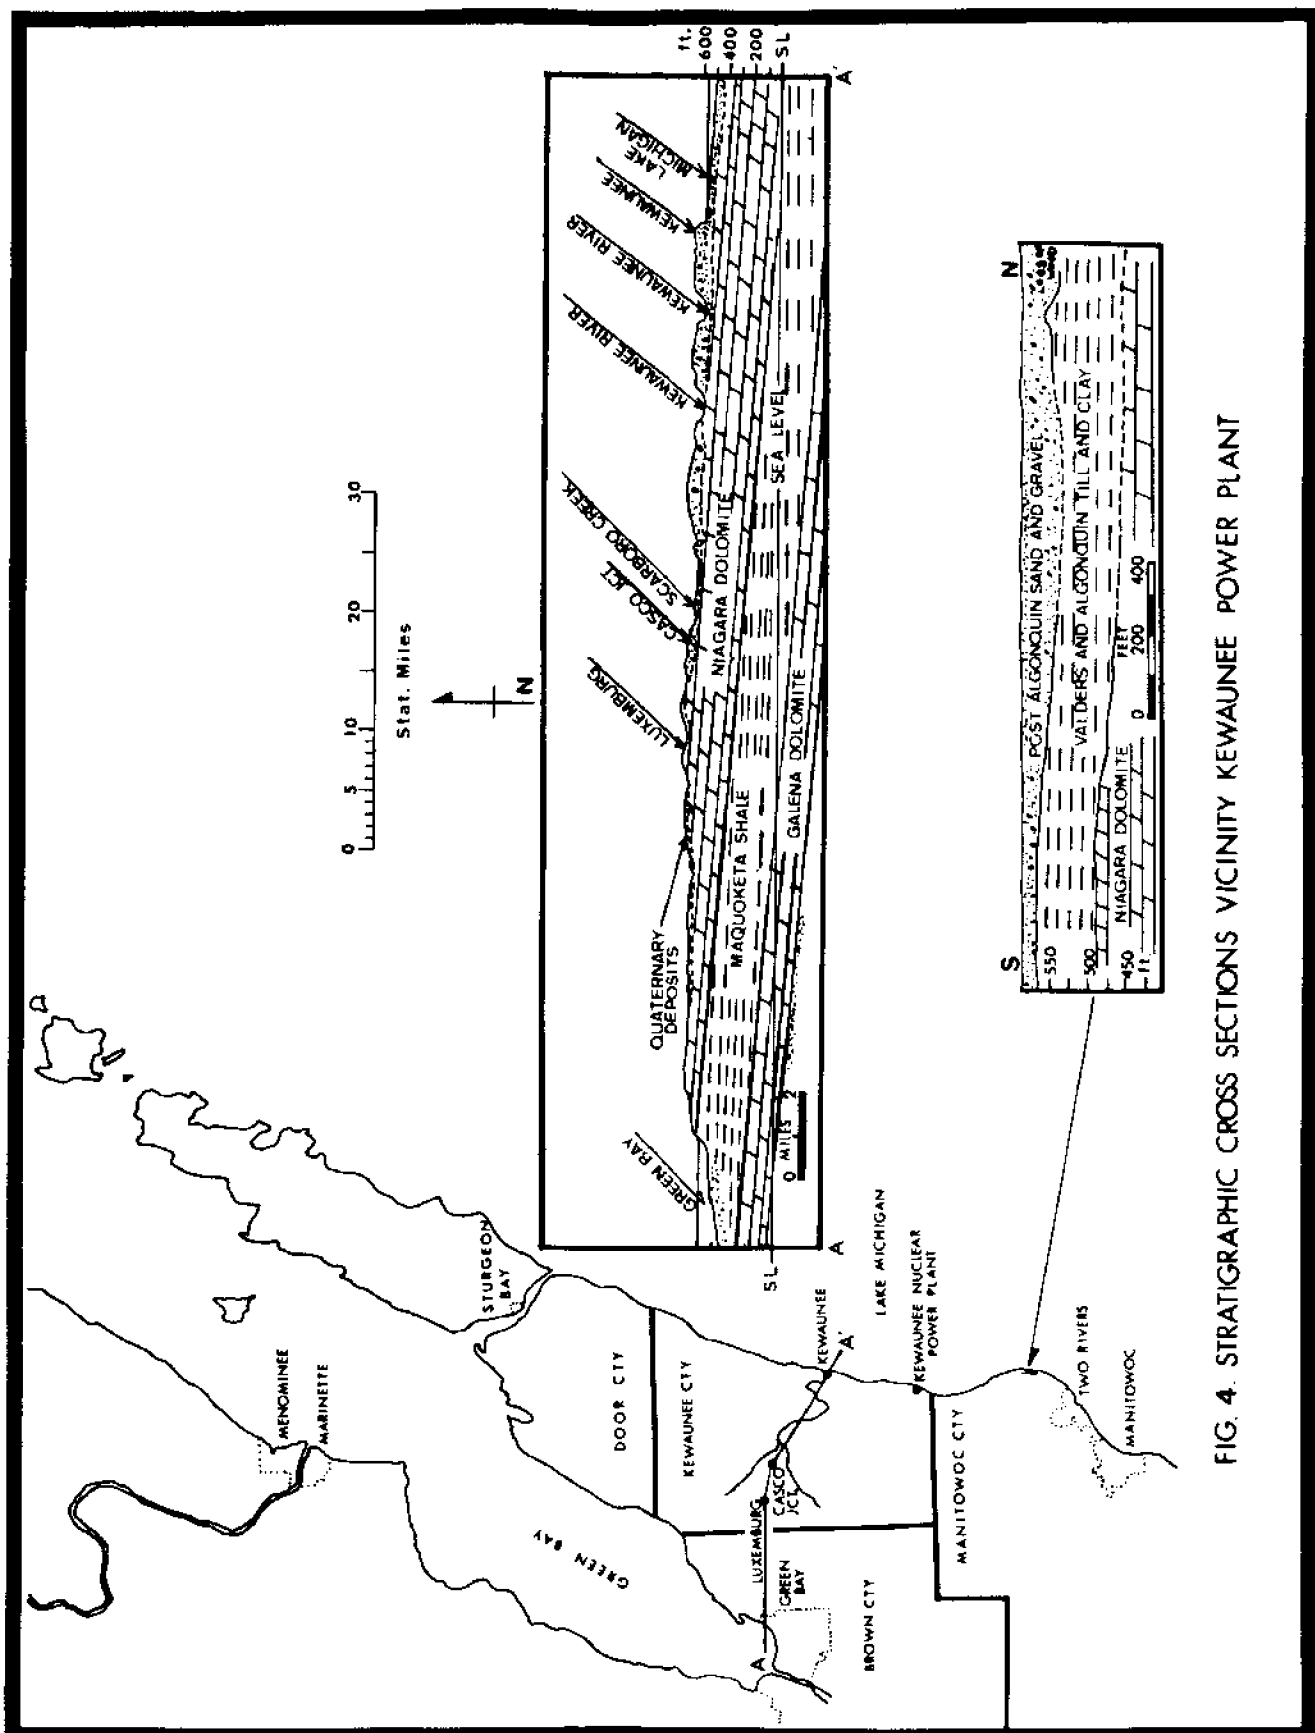 MENOMINEE
MARINETTE
GREEN BAY
STURGEON
BAY
DOOR CTY
KEWAUNEE CTY
LUXEMBURG
CASCO
JCT.
KEWAUNEE
A
A'
GREEN
BAY
BROWN CTY
LAKE MICHIGAN
KEWAUNEE NUCLEAR
POWER PLANT
MANITOWOC CTY
TWO RIVERS
MANITOWOC
0 5 10 20 30
Stat. Miles
N
GREEN BAY
QUATERNARY
DEPOSITS
LUXEMBURG
CASCO JCT.
SCARBORO CREEK
KEWAUNEE RIVER
KEWAUNEE RIVER
KEWAUNEE
LAKE
MICHIGAN
ft.
600
400
200
SL
NIAGARA DOLOMITE
MAQUOKETA SHALE
SEA LEVEL
GALENA DOLOMITE
SL
0 MILES 2
A
A'
S
N
550
500
450
ft.
POST ALGONQUIN SAND AND GRAVEL
VALDERS AND ALGONQUIN TILL AND CLAY
NIAGARA DOLOMITE
FEET
0 200 400
FIG. 4. STRATIGRAPHIC CROSS SECTIONS VICINITY KEWAUNEE POWER PLANT